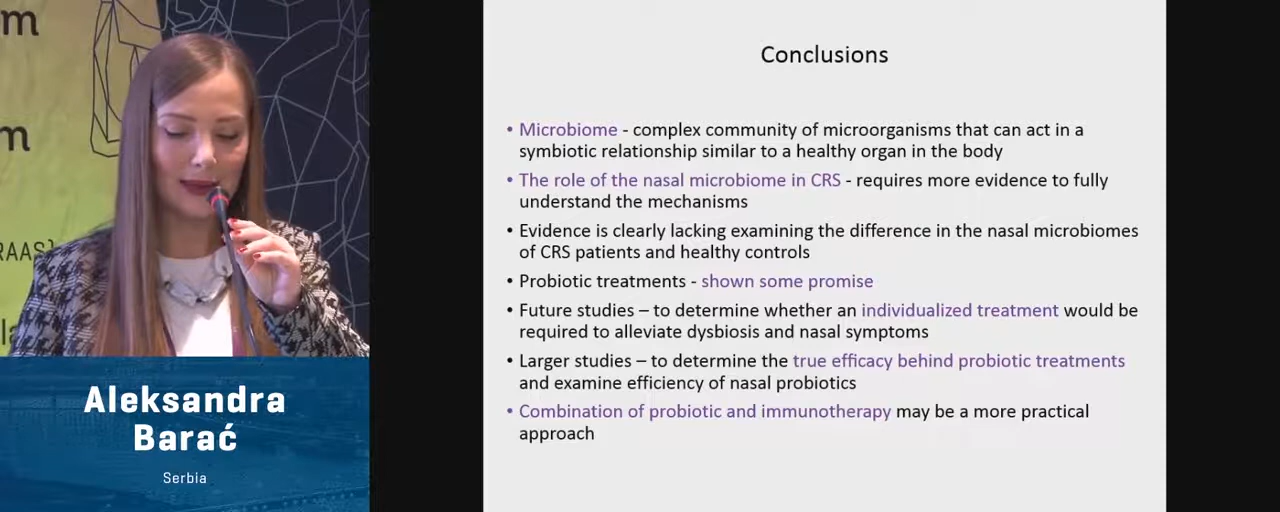 m
m
RAAS}
la
Aleksandra
Barać
Serbia
Conclusions
• Microbiome - complex community of microorganisms that can act in a
symbiotic relationship similar to a healthy organ in the body
• The role of the nasal microbiome in CRS - requires more evidence to fully
understand the mechanisms
• Evidence is clearly lacking examining the difference in the nasal microbiomes
of CRS patients and healthy controls
• Probiotic treatments - shown some promise
• Future studies – to determine whether an individualized treatment would be
required to alleviate dysbiosis and nasal symptoms
• Larger studies – to determine the true efficacy behind probiotic treatments
and examine efficiency of nasal probiotics
• Combination of probiotic and immunotherapy may be a more practical
approach